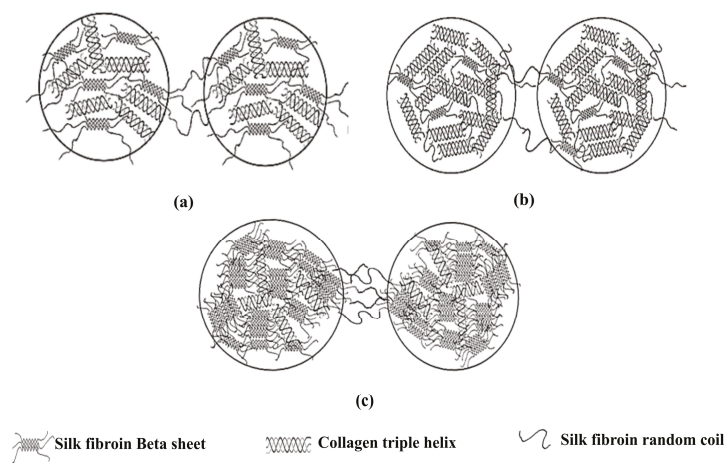 (a)
(b)
(c)
Silk fibroin Beta sheet
Collagen triple helix
Silk fibroin random coil